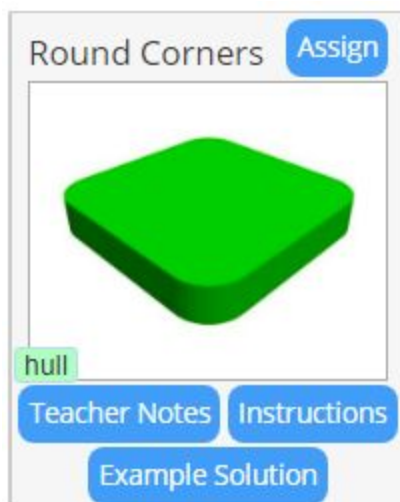 Round Corners Assign
hull
Teacher Notes Instructions
Example Solution